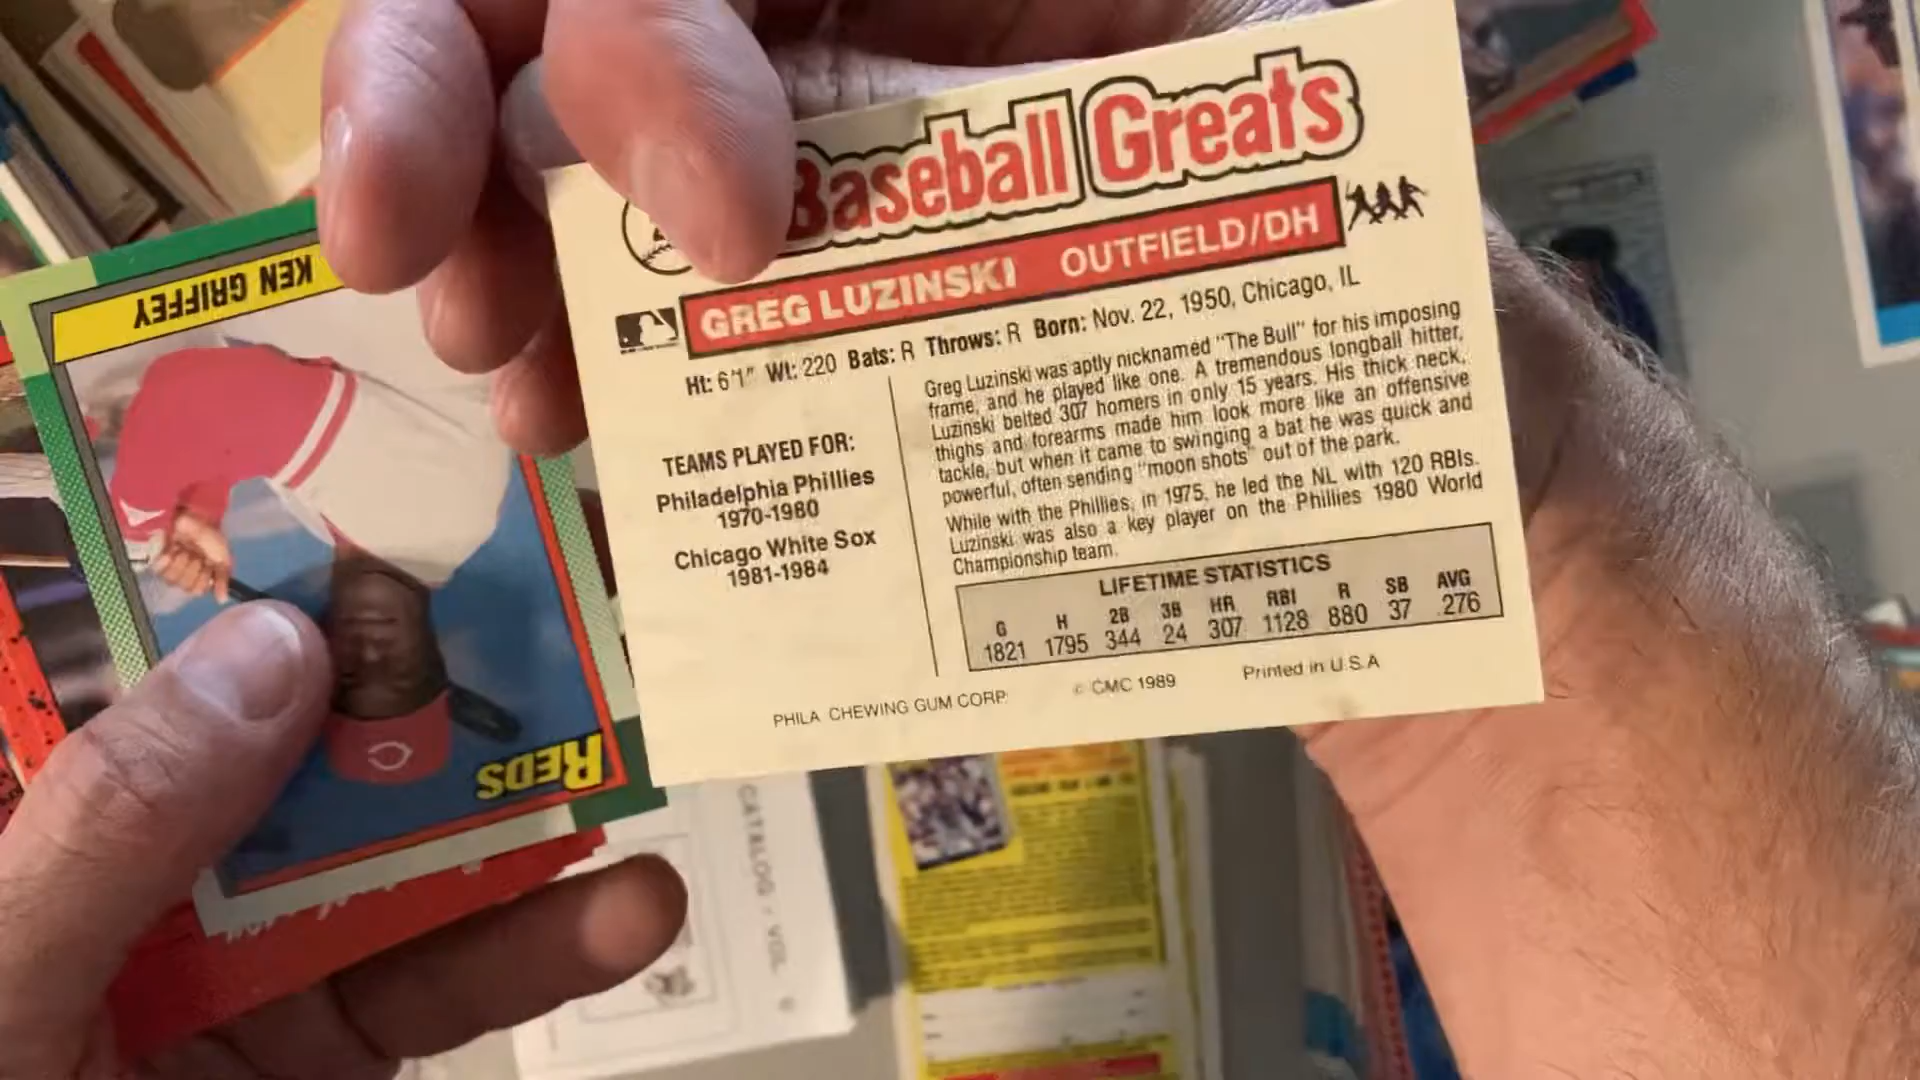 Baseball Greats
GREG LUZINSKI OUTFIELD/DH
Ht: 6'1" Wt: 220 Bats: R Throws: R Born: Nov. 22, 1950, Chicago, IL
TEAMS PLAYED FOR:
Philadelphia Phillies
1970-1980
Chicago White Sox
1981-1984
Greg Luzinski was aptly nicknamed "The Bull" for his imposing
frame, and he played like one. A tremendous longball hitter,
Luzinski belted 307 homers in only 15 years. His thick neck,
thighs and forearms made him look more like an offensive
tackle, but when it came to swinging a bat he was quick and
powerful, often sending "moon shots" out of the park.
While with the Phillies, in 1975, he led the NL with 120 RBIs.
Luzinski was also a key player on the Phillies 1980 World
Championship team.
LIFETIME STATISTICS
G H 2B 3B HR RBI R SB AVG
1821 1795 344 24 307 1128 880 37 .276
PHILA. CHEWING GUM CORP. © CMC 1989 Printed in U.S.A.
KEN GRIFFEY
REDS
C
CATALOG - VOL